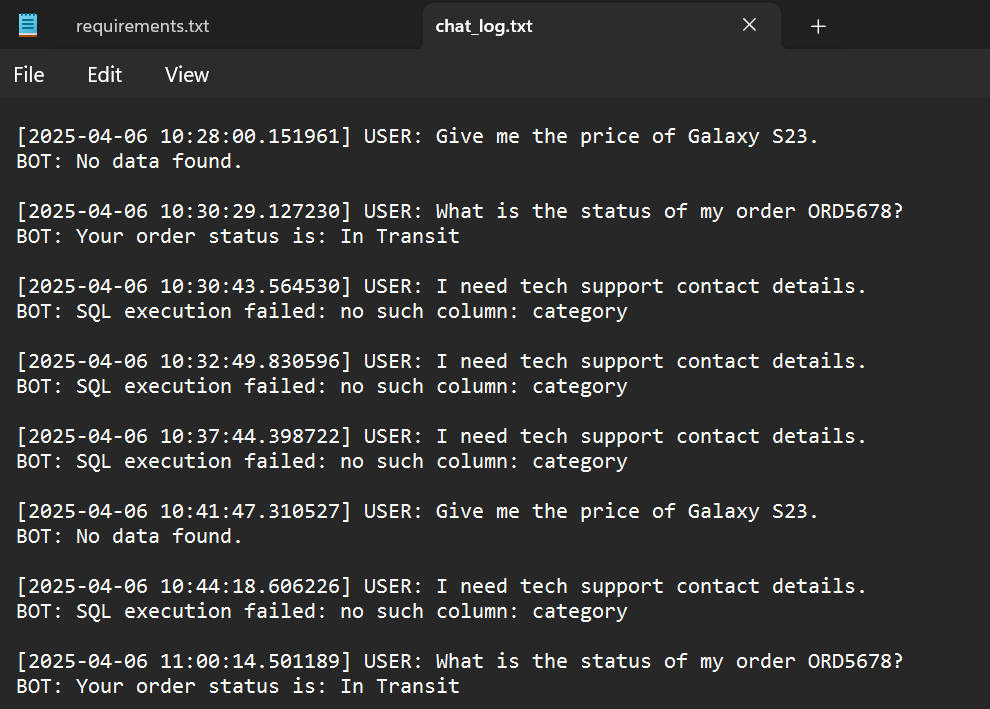 requirements.txt
chat_log.txt
File Edit View
[2025-04-06 10:28:00.151961] USER: Give me the price of Galaxy S23.
BOT: No data found.
[2025-04-06 10:30:29.127230] USER: What is the status of my order ORD5678?
BOT: Your order status is: In Transit
[2025-04-06 10:30:43.564530] USER: I need tech support contact details.
BOT: SQL execution failed: no such column: category
[2025-04-06 10:32:49.830596] USER: I need tech support contact details.
BOT: SQL execution failed: no such column: category
[2025-04-06 10:37:44.398722] USER: I need tech support contact details.
BOT: SQL execution failed: no such column: category
[2025-04-06 10:41:47.310527] USER: Give me the price of Galaxy S23.
BOT: No data found.
[2025-04-06 10:44:18.606226] USER: I need tech support contact details.
BOT: SQL execution failed: no such column: category
[2025-04-06 11:00:14.501189] USER: What is the status of my order ORD5678?
BOT: Your order status is: In Transit